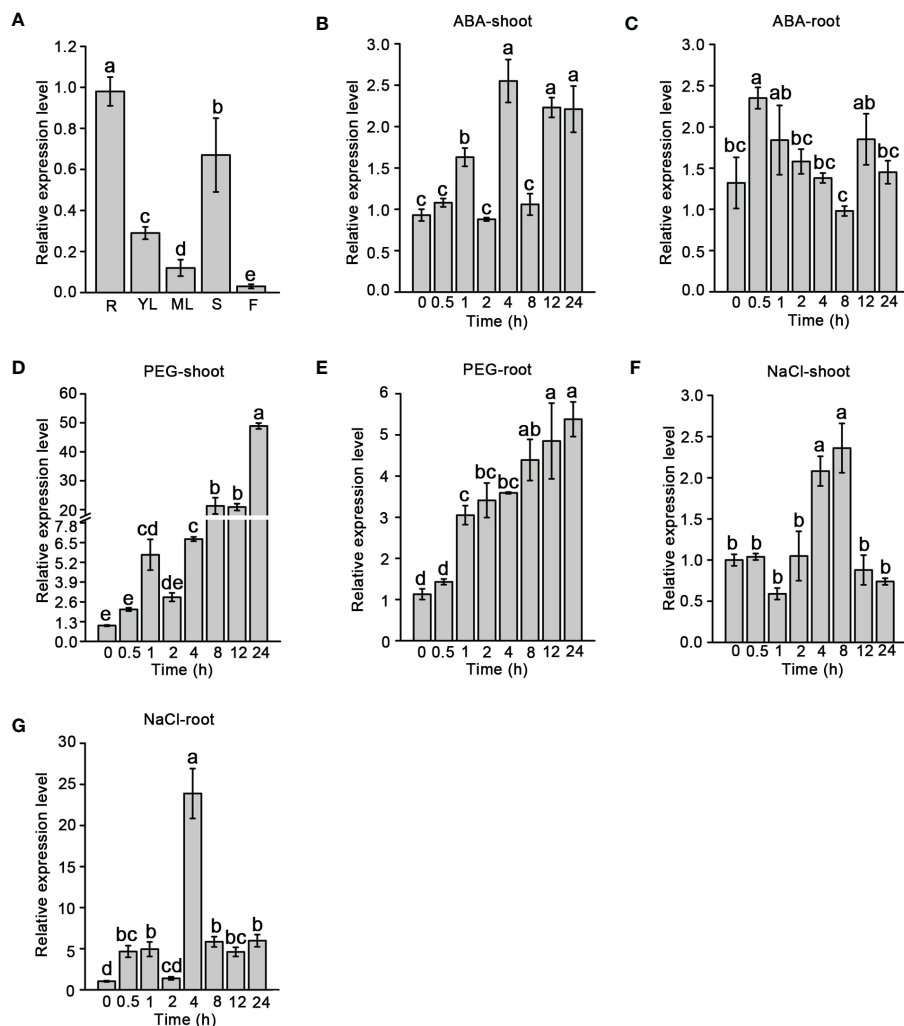 A
Relative expression level
1.2
1.0
0.8
0.6
0.4
0.2
0.0
a
c
d
b
e
R YL ML S F
B
ABA-shoot
Relative expression level
3.0
2.5
2.0
1.5
1.0
0.5
0.0
c c b c a c a a
0 0.5 1 2 4 8 12 24
Time (h)
C
ABA-root
Relative expression level
3.0
2.5
2.0
1.5
1.0
0.5
0.0
bc a ab bc bc c ab bc
0 0.5 1 2 4 8 12 24
Time (h)
D
PEG-shoot
Relative expression level
60
50
40
30
20
7.8
6.5
5.2
3.9
2.6
1.3
0.0
e e cd de c b b a
0 0.5 1 2 4 8 12 24
Time (h)
E
PEG-root
Relative expression level
6
5
4
3
2
1
0
d d c bc bc ab a a
0 0.5 1 2 4 8 12 24
Time (h)
F
NaCl-shoot
Relative expression level
3.0
2.5
2.0
1.5
1.0
0.5
0.0
b b b b a a b b
0 0.5 1 2 4 8 12 24
Time (h)
G
NaCl-root
Relative expression level
30
25
20
15
10
5
0
d bc b cd a b bc b
0 0.5 1 2 4 8 12 24
Time (h)